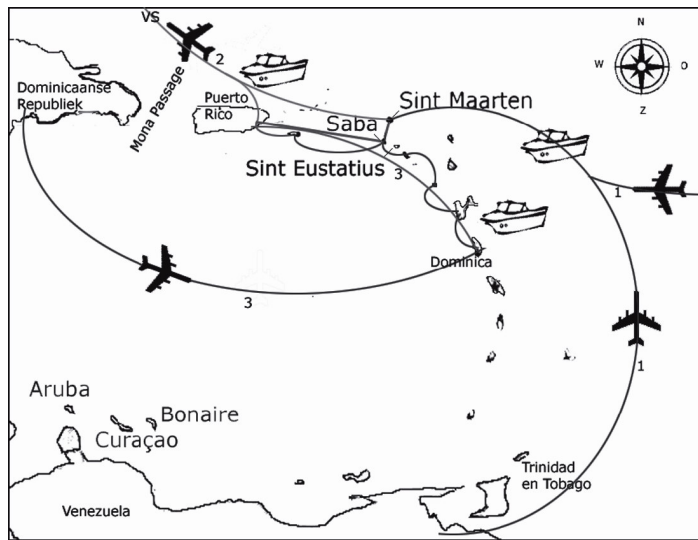 VS
N
2
Dominicaanse
Republiek
Mona Passage
Puerto
Rico
W
O
Sint Maarten
Z
Saba
Sint Eustatius
3
1
Dominica
3
1
Aruba
Bonaire
Curaçao
Trinidad
en Tobago
Venezuela